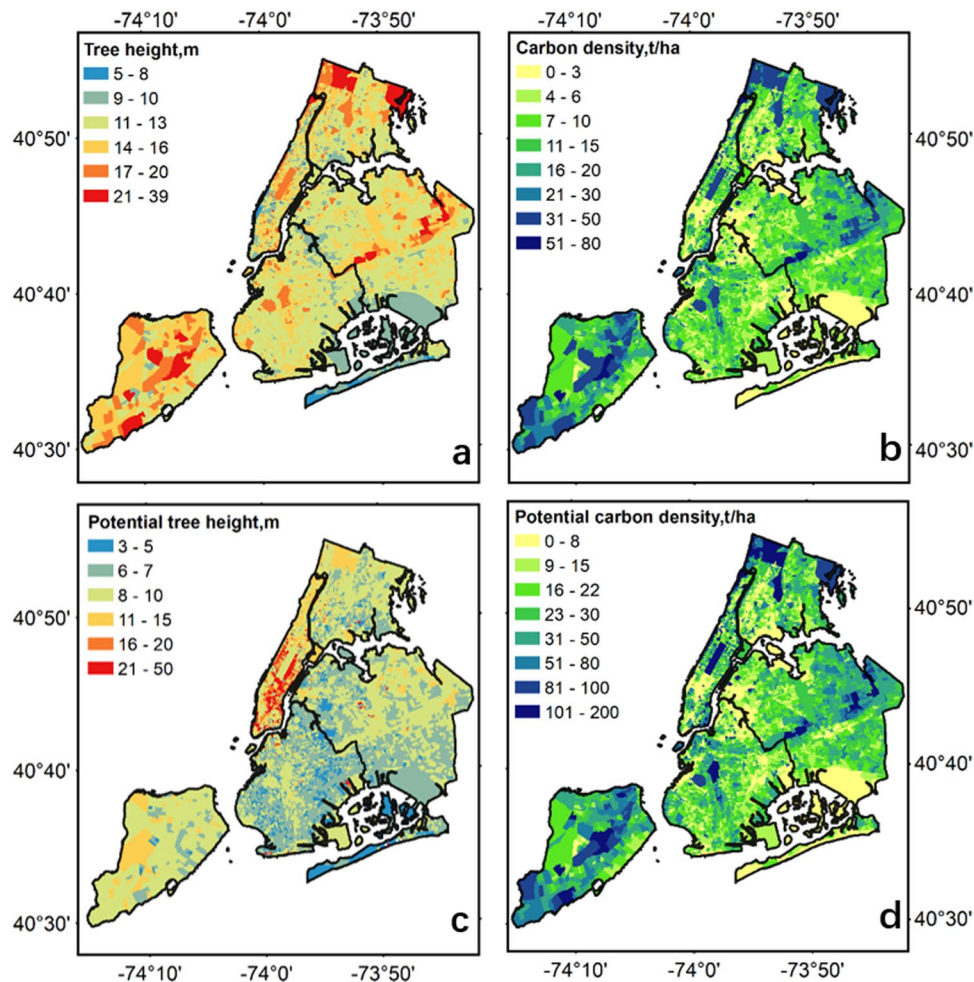 -74°10' -74°0' -73°50' -74°10' -74°0' -73°50'
Tree height,m
5 - 8
9 - 10
11 - 13
14 - 16
17 - 20
21 - 39
40°50'
40°40'
40°30'
a
Carbon density,t/ha
0 - 3
4 - 6
7 - 10
11 - 15
16 - 20
21 - 30
31 - 50
51 - 80
40°50'
40°40'
40°30'
b
Potential tree height,m
3 - 5
6 - 7
8 - 10
11 - 15
16 - 20
21 - 50
40°50'
40°40'
40°30'
c
Potential carbon density,t/ha
0 - 8
9 - 15
16 - 22
23 - 30
31 - 50
51 - 80
81 - 100
101 - 200
40°50'
40°40'
40°30'
d
-74°10' -74°0' -73°50' -74°10' -74°0' -73°50'